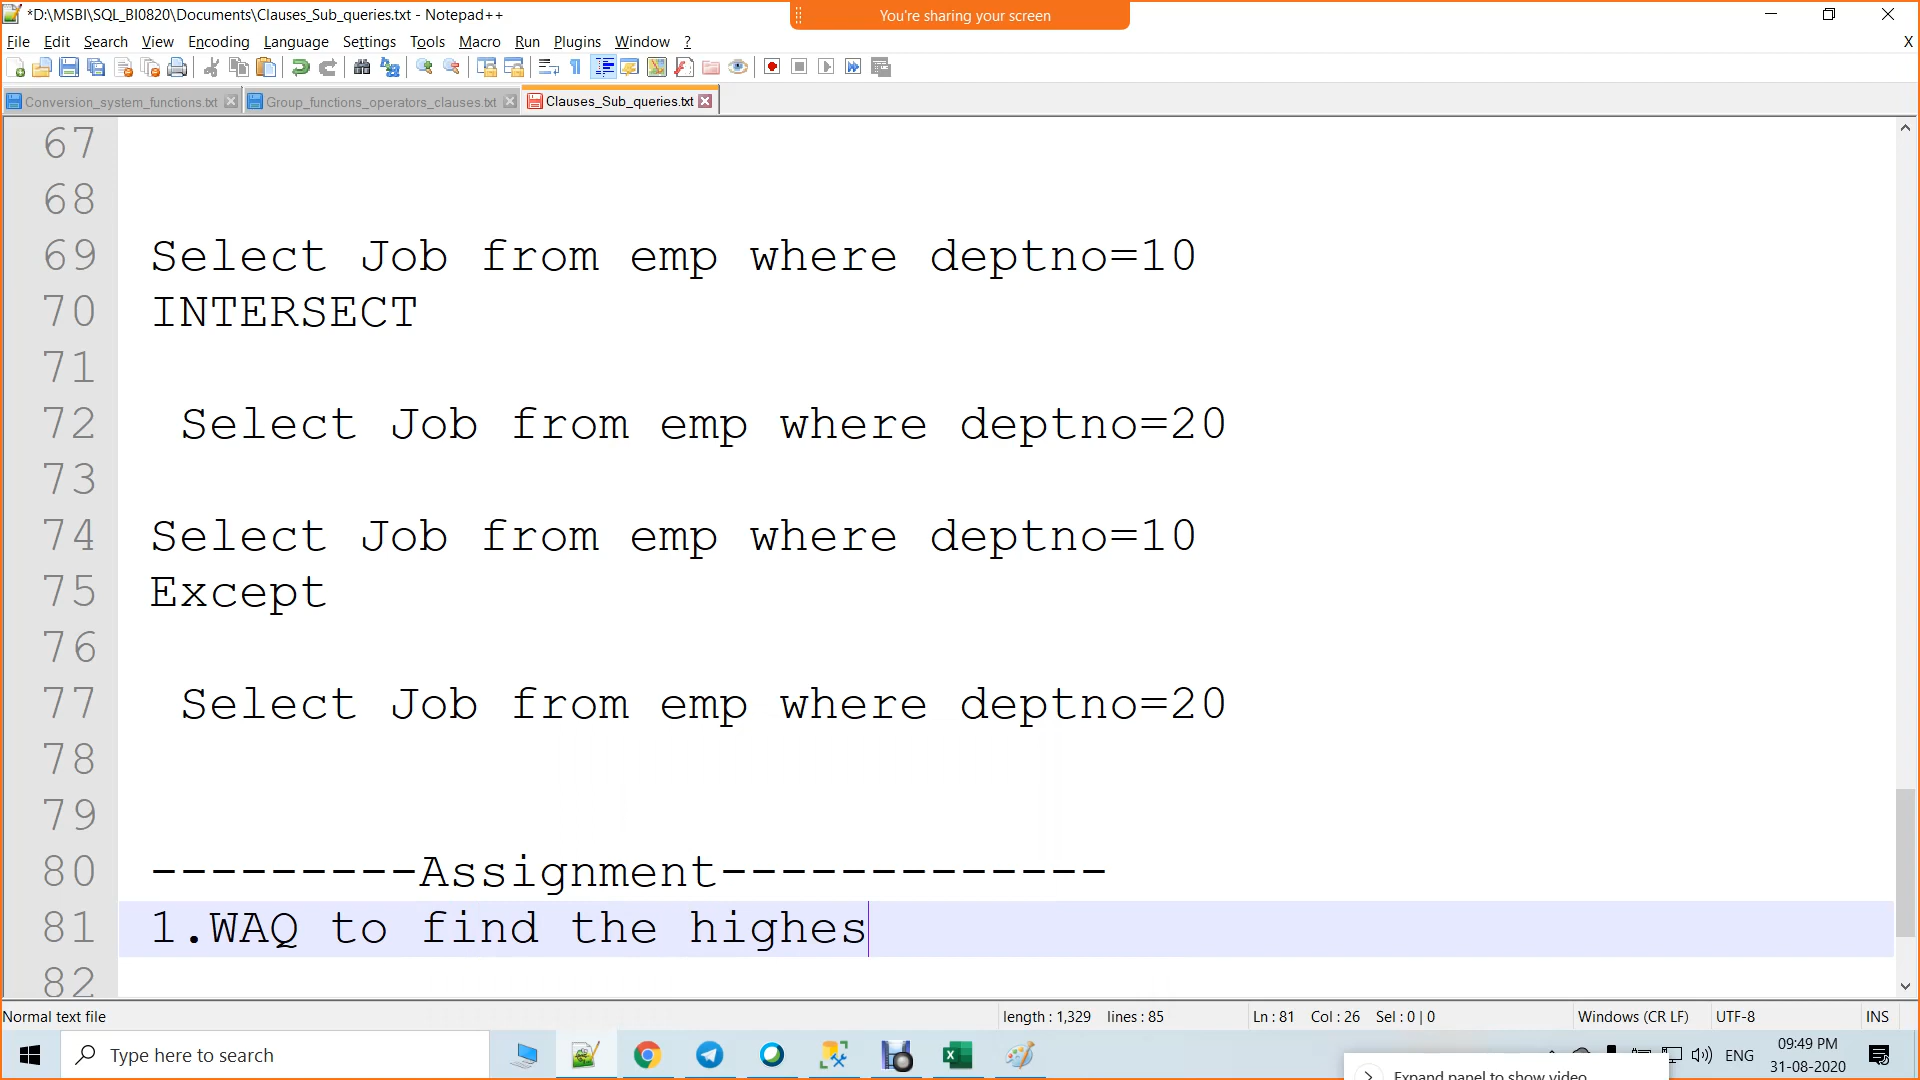 *D:\MSBI\SQL_BI0820\Documents\Clauses_Sub_queries.txt - Notepad++
You're sharing your screen
File Edit Search View Encoding Language Settings Tools Macro Run Plugins Window ? X
Conversion_system_functions.txt Group_functions_operators_clauses.txt Clauses_Sub_queries.txt
67
68
69 Select Job from emp where deptno=10
70 INTERSECT
71
72 Select Job from emp where deptno=20
73
74 Select Job from emp where deptno=10
75 Except
76
77 Select Job from emp where deptno=20
78
79
80 ---------Assignment-------------
81 1.WAQ to find the highes
82
Normal text file length : 1,329 lines : 85 Ln : 81 Col : 26 Sel : 0 | 0 Windows (CR LF) UTF-8 INS
Type here to search ENG 09:49 PM
31-08-2020
Expand panel to show video